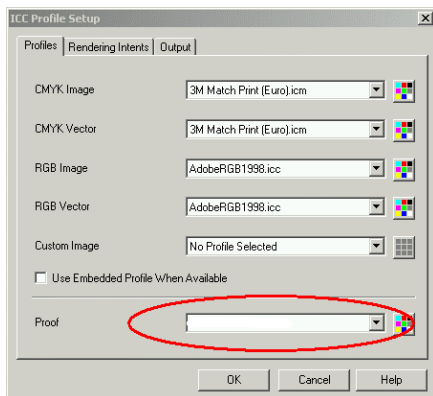 ICC Profile Setup
Profiles Rendering Intents Output
CMYK Image 3M Match Print (Euro).icm
CMYK Vector 3M Match Print (Euro).icm
RGB Image AdobeRGB1998.icc
RGB Vector AdobeRGB1998.icc
Custom Image No Profile Selected
Use Embedded Profile When Available
Proof
OK Cancel Help